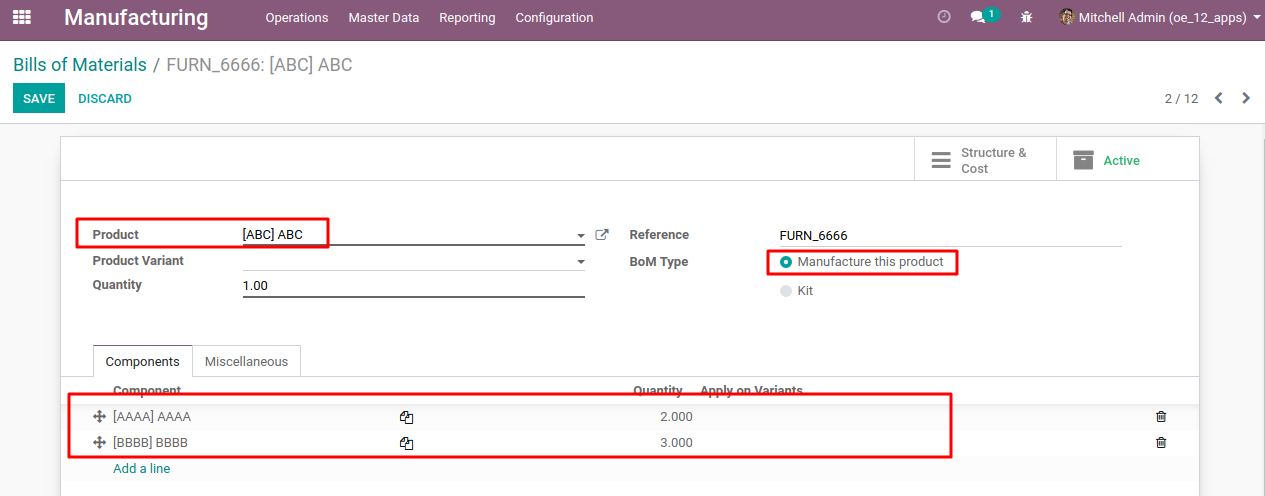 Manufacturing Operations Master Data Reporting Configuration 1 Mitchell Admin (oe_12_apps)
Bills of Materials / FURN_6666: [ABC] ABC
SAVE DISCARD 2 / 12
Structure & Cost Active
Product [ABC] ABC Reference FURN_6666
Product Variant BoM Type Manufacture this product
Quantity 1.00 Kit
Components Miscellaneous
Component Quantity Apply on Variants
[AAAA] AAAA 2.000
[BBBB] BBBB 3.000
Add a line